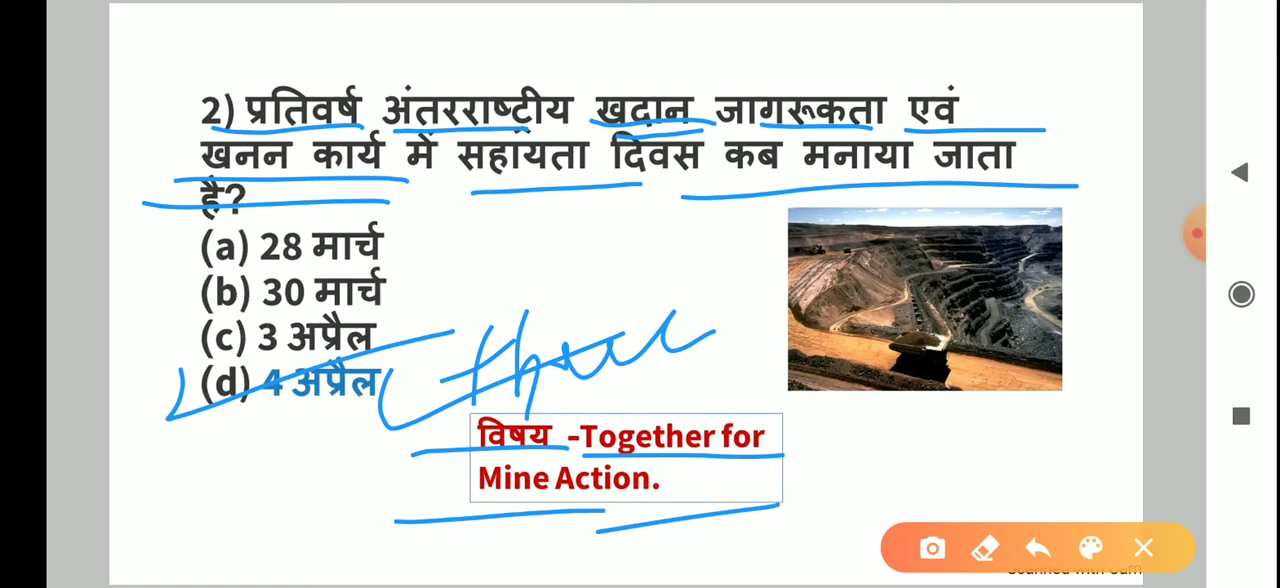 2) प्रतिवर्ष अंतरराष्ट्रीय खदान जागरूकता एवं
खनन कार्य में सहायता दिवस कब मनाया जाता
है?
(a) 28 मार्च
(b) 30 मार्च
(c) 3 अप्रैल
(d) 4 अप्रैल
विषय -Together for
Mine Action.